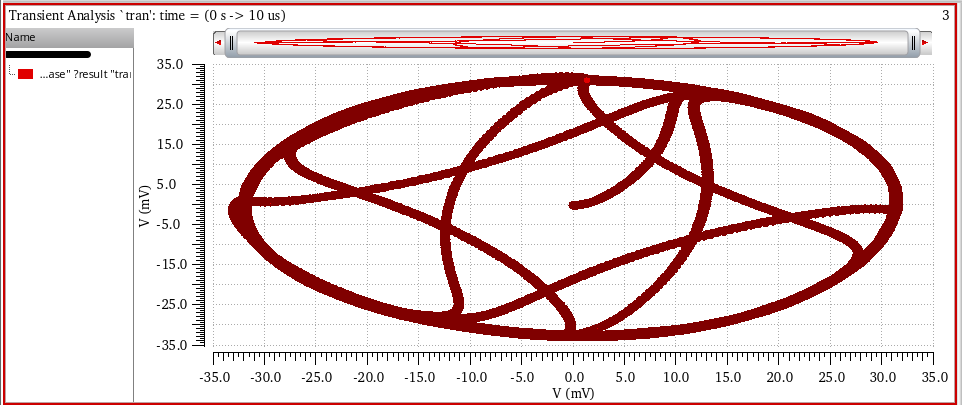 Transient Analysis `tran': time = (0 s -> 10 us)
3
Name
...ase" ?result "tra
35.0
25.0
15.0
5.0
-5.0
-15.0
-25.0
-35.0
V (mV)
-35.0 -30.0 -25.0 -20.0 -15.0 -10.0 -5.0 0.0 5.0 10.0 15.0 20.0 25.0 30.0 35.0
V (mV)